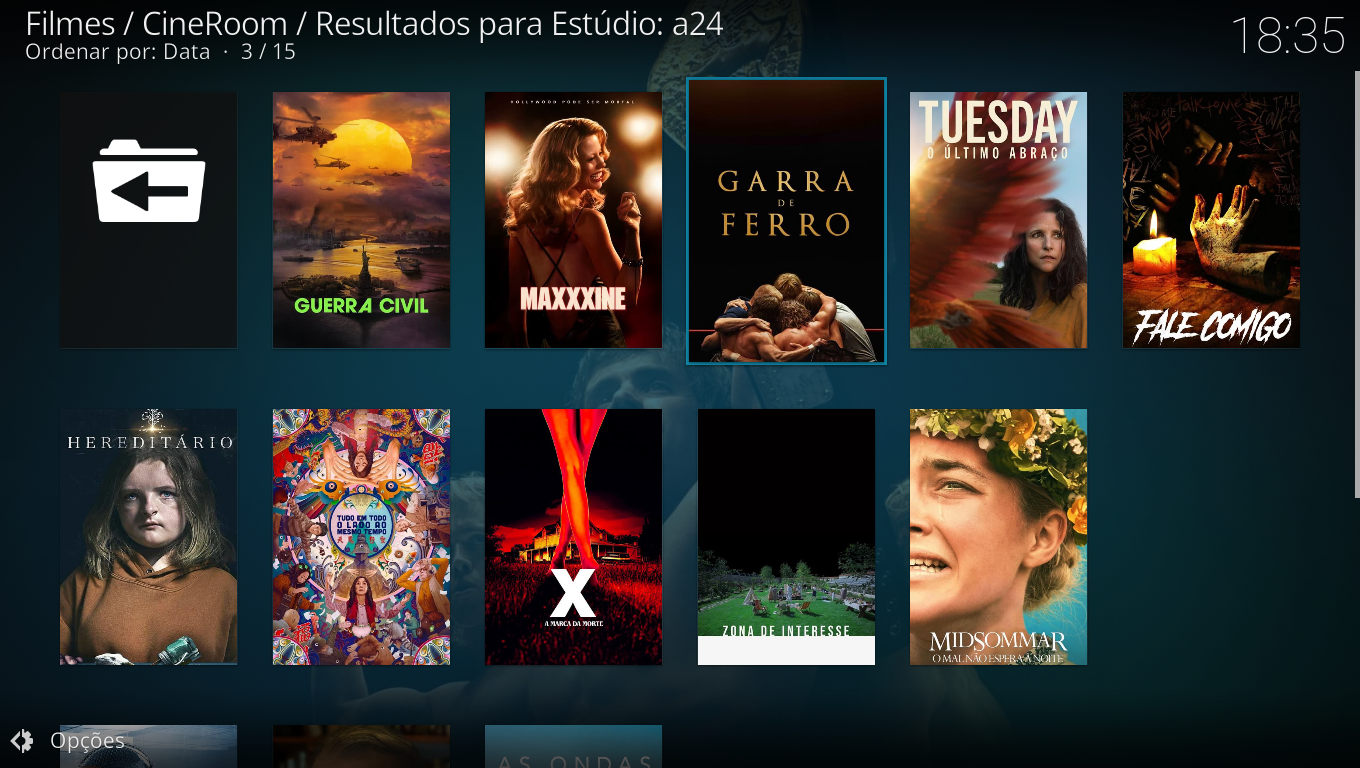 Filmes / CineRoom / Resultados para Estúdio: a24
Ordenar por: Data · 3 / 15
18:35
GUERRA CIVIL
HOLLYWOOD PODE SER MORTAL
MAXXXINE
GARRA
DE
FERRO
TUESDAY
O ÚLTIMO ABRAÇO
FALE COMIGO
HEREDITÁRIO
TUDO EM TODO
O LADO AO
MESMO TEMPO
X
A MARCA DA MORTE
ZONA DE INTERESSE
MIDSOMMAR
O MAL NÃO ESPERA A NOITE
AS ONDAS
Opções